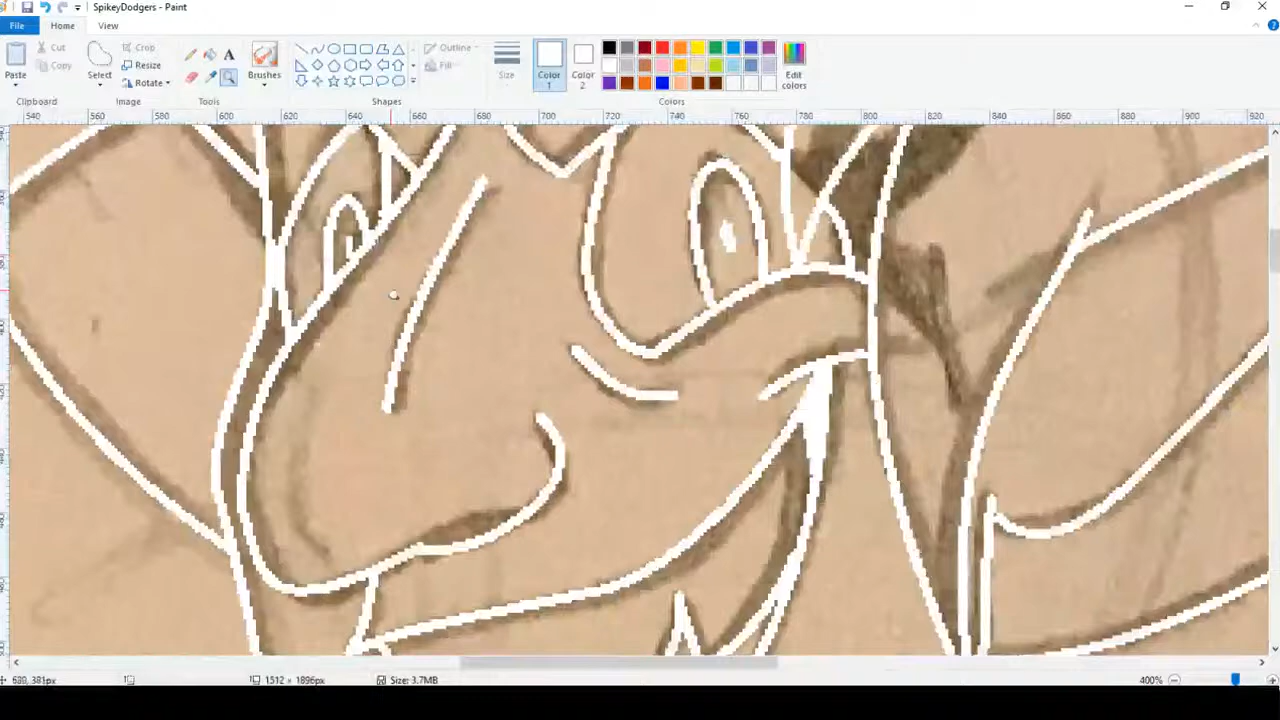 SpikeyDodgers - Paint
File Home View
Paste Cut Copy Select Crop Resize Rotate A Brushes Outline Fill Size Color 1 Color 2 Edit colors
Clipboard Image Tools Shapes Colors
540 560 580 600 620 640 660 680 700 720 740 760 780 800 820 840 860 880 900 920
1512 × 1896px Size: 3.7MB 400%